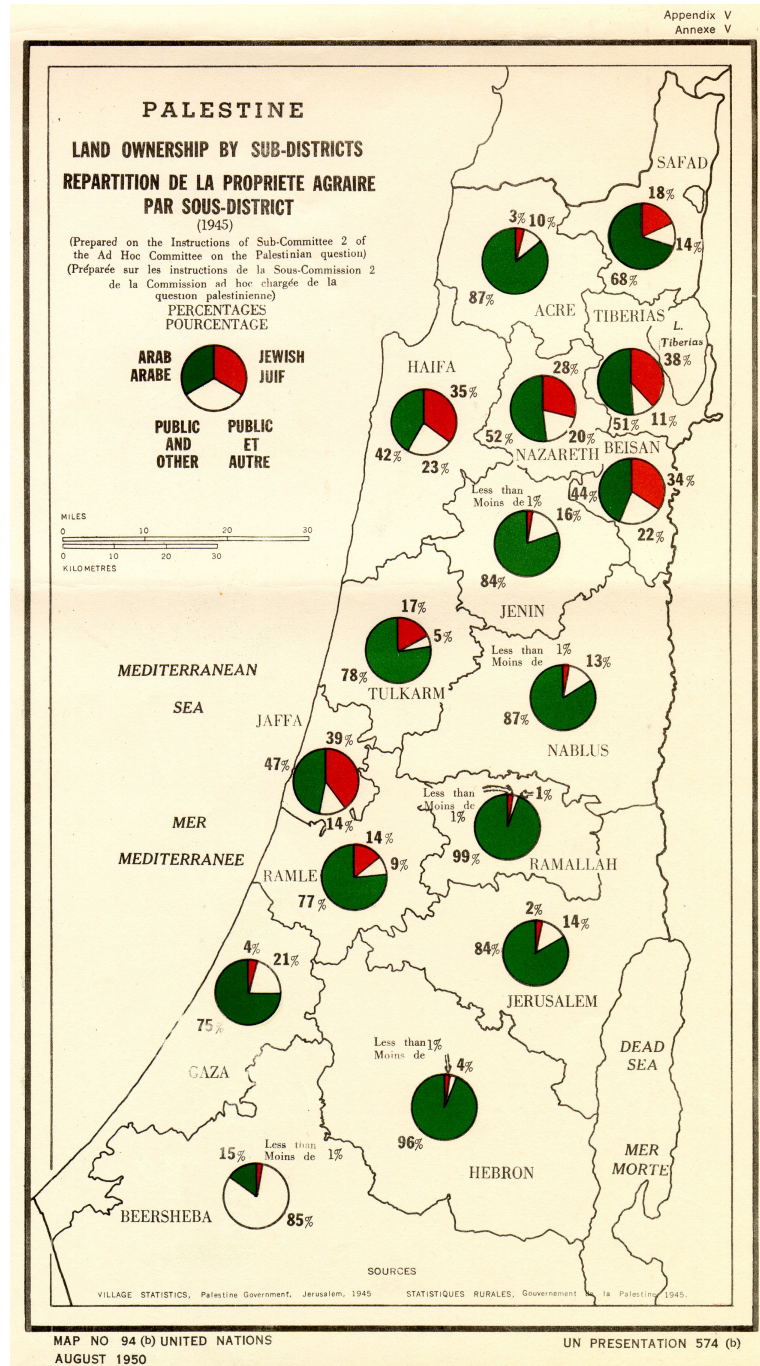 Appendix V
Annexe V
PALESTINE
LAND OWNERSHIP BY SUB-DISTRICTS
REPARTITION DE LA PROPRIETE AGRAIRE
PAR SOUS-DISTRICT
(1945)
(Prepared on the Instructions of Sub-Committee 2 of
the Ad Hoc Committee on the Palestinian question)
(Préparée sur les instructions de la Sous-Commission 2
de la Commission ad hoc chargée de la
question palestinienne)
PERCENTAGES
POURCENTAGE
ARAB
ARABE
JEWISH
JUIF
PUBLIC
AND
OTHER
PUBLIC
ET
AUTRE
MILES
0 10 20 30
0 10 20 30
KILOMETRES
SAFAD
18%
14%
68%
3% 10%
87%
ACRE
TIBERIAS
L.
Tiberias
38%
11%
51%
HAIFA
35%
42%
23%
28%
52%
20%
NAZARETH
BEISAN
34%
44%
22%
Less than
Moins de 1%
16%
84%
JENIN
17%
5%
78%
TULKARM
Less than 1%
Moins de
13%
87%
NABLUS
MEDITERRANEAN
SEA
JAFFA
39%
47%
14%
Less than
Moins de
1%
1%
99%
RAMALLAH
MER
MEDITERRANEE
14%
9%
RAMLE
77%
2%
14%
84%
JERUSALEM
4%
21%
75%
GAZA
Less than 1%
Moins de
4%
96%
HEBRON
DEAD
SEA
MER
MORTE
15%
Less than
Moins de 1%
85%
BEERSHEBA
SOURCES
VILLAGE STATISTICS, Palestine Government, Jerusalem, 1945 STATISTIQUES RURALES, Gouvernement de la Palestine, 1945.
MAP NO 94 (b) UNITED NATIONS
AUGUST 1950
UN PRESENTATION 574 (b)